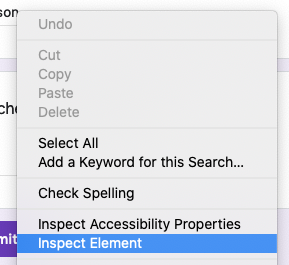 son
Undo
Cut
Copy
Paste
Delete
Select All
Add a Keyword for this Search...
che
Check Spelling
Inspect Accessibility Properties
mit
Inspect Element